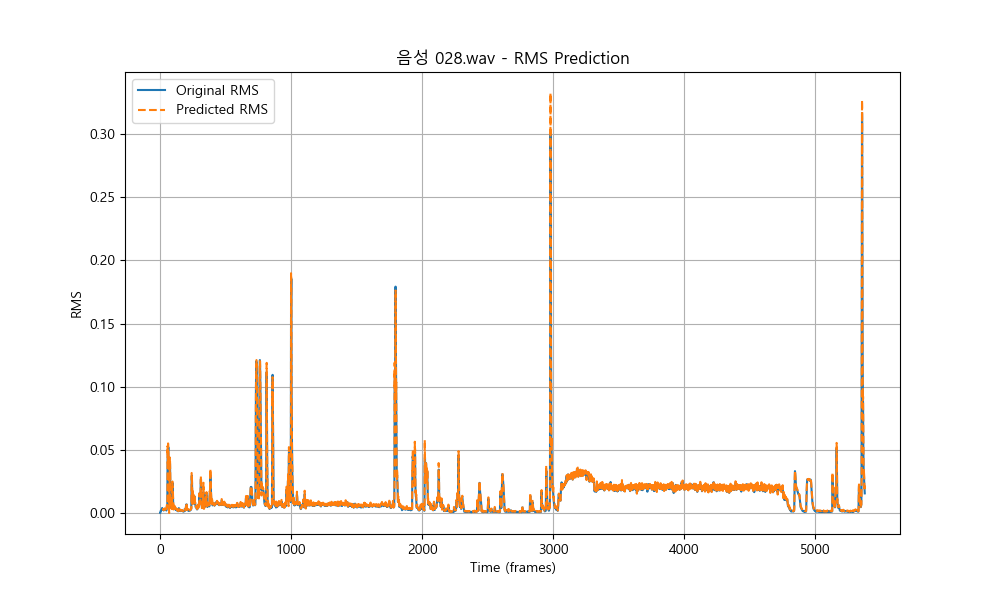 음성 028.wav - RMS Prediction
Original RMS
Predicted RMS
0.30
0.25
0.20
0.15
0.10
0.05
0.00
RMS
0 1000 2000 3000 4000 5000
Time (frames)